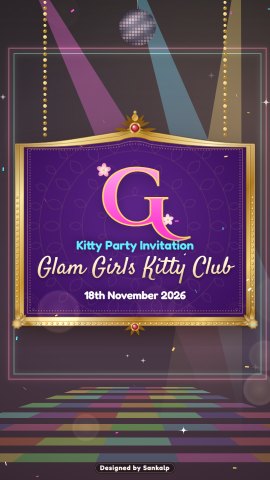 G
Kitty Party Invitation
Glam Girls Kitty Club
18th November 2026
Designed by Sankalp